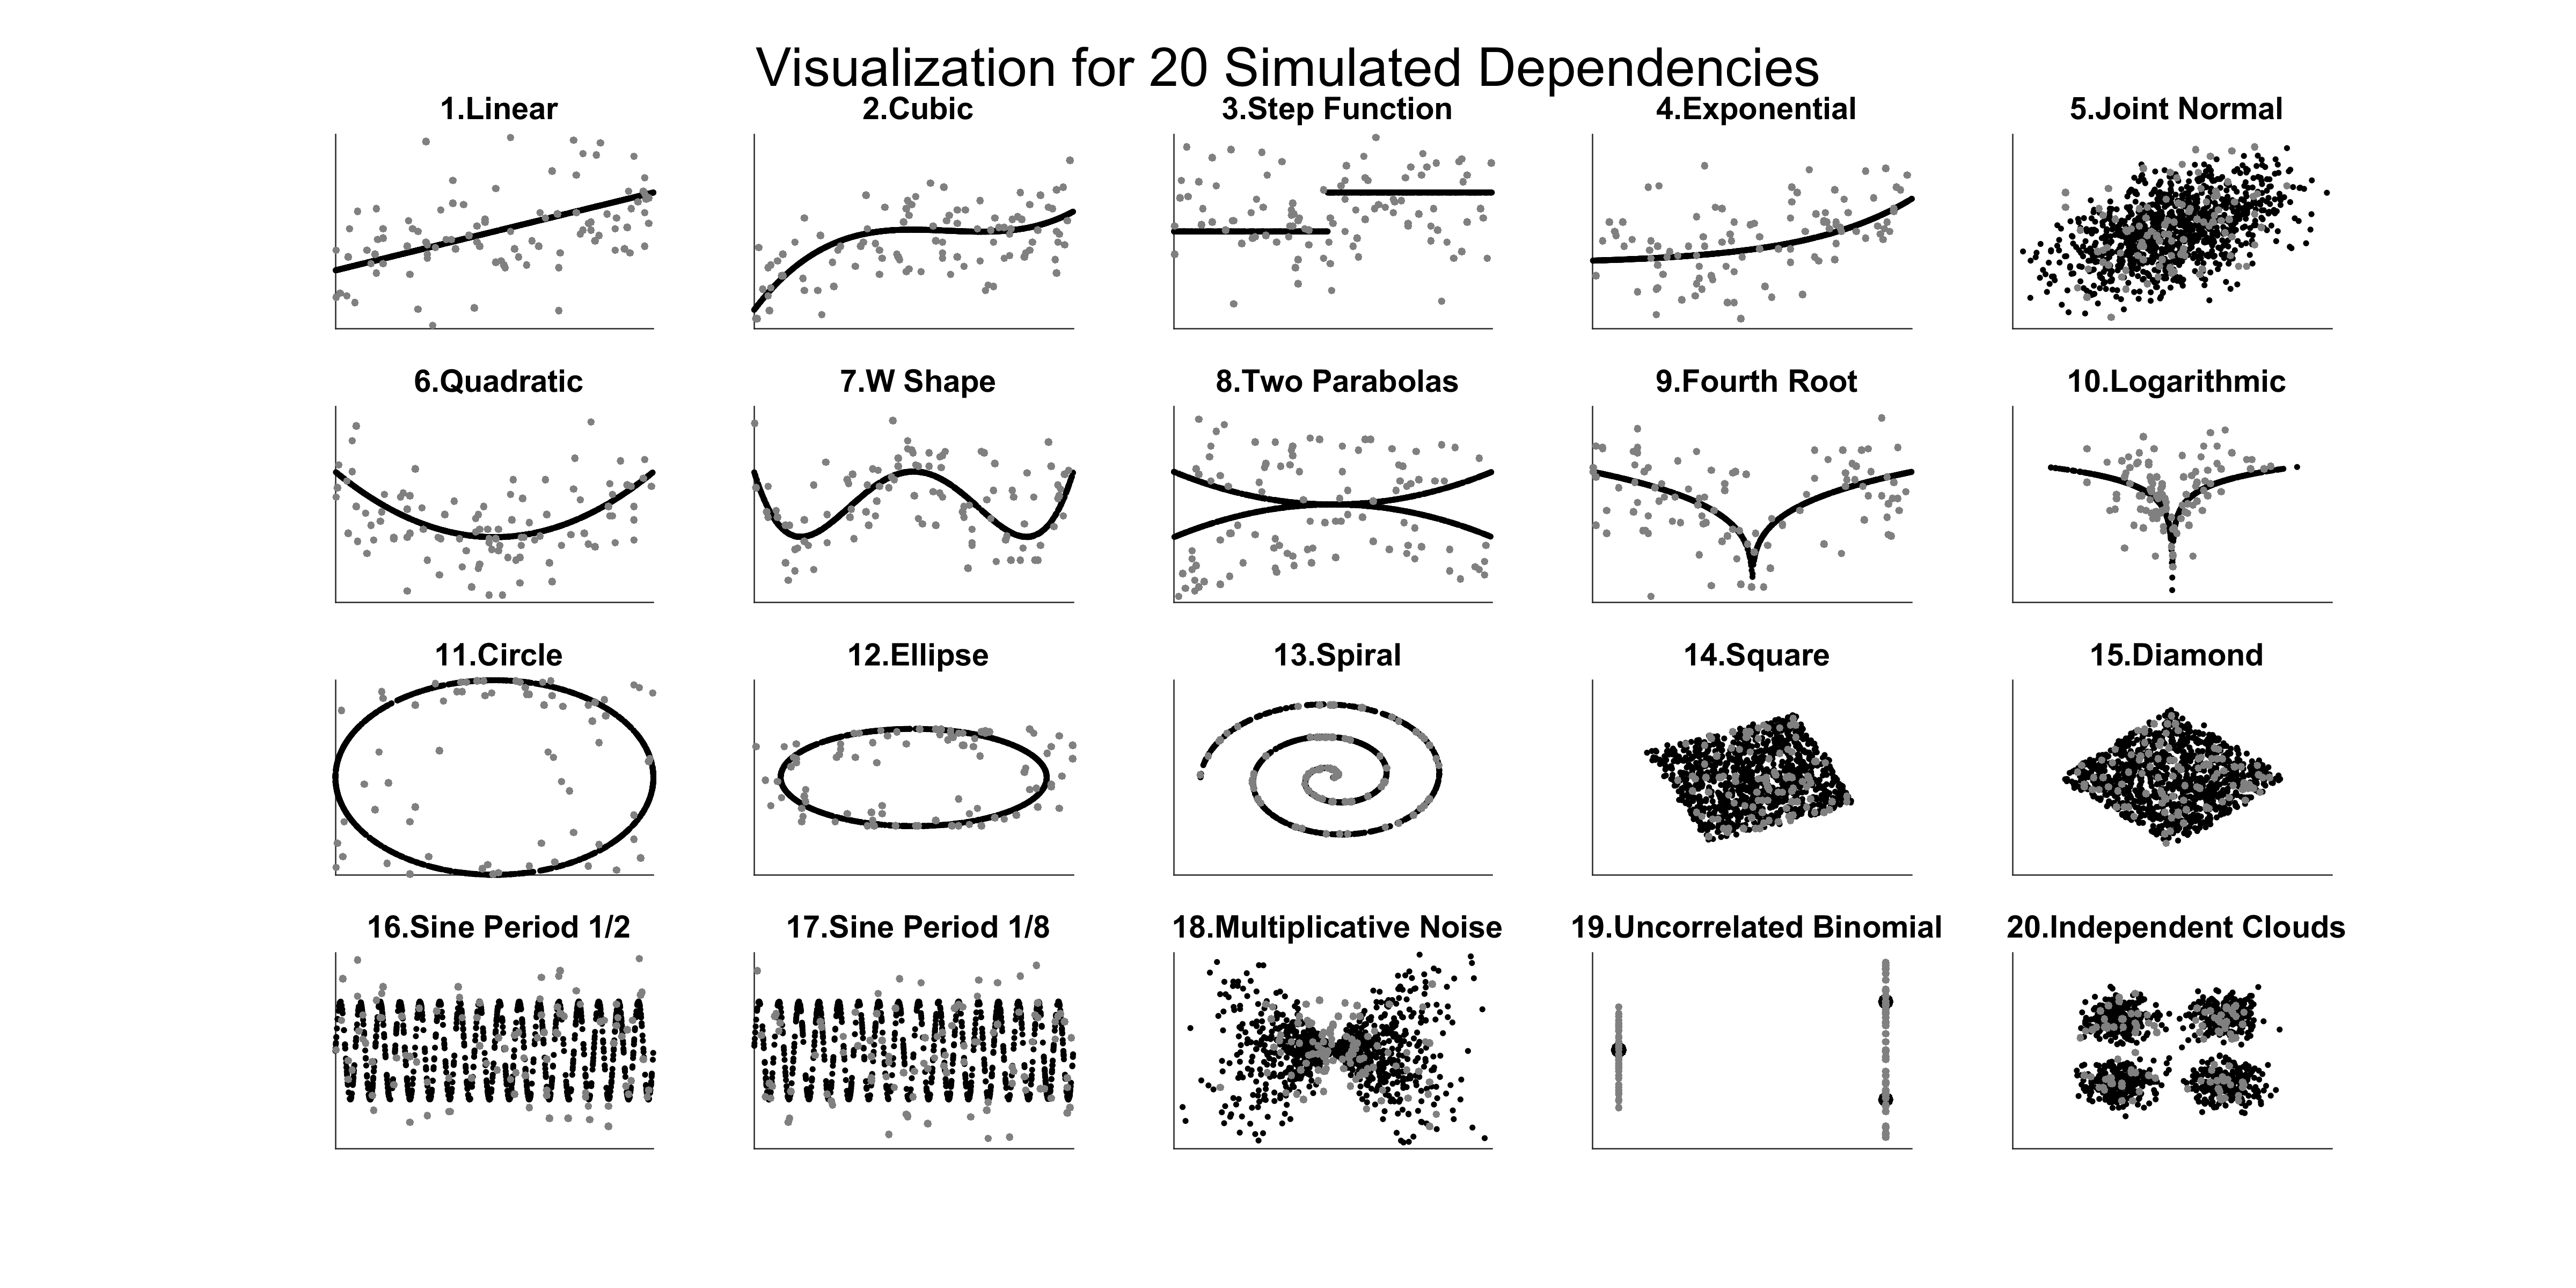 Visualization for 20 Simulated Dependencies
1.Linear
2.Cubic
3.Step Function
4.Exponential
5.Joint Normal
6.Quadratic
7.W Shape
8.Two Parabolas
9.Fourth Root
10.Logarithmic
11.Circle
12.Ellipse
13.Spiral
14.Square
15.Diamond
16.Sine Period 1/2
17.Sine Period 1/8
18.Multiplicative Noise
19.Uncorrelated Binomial
20.Independent Clouds